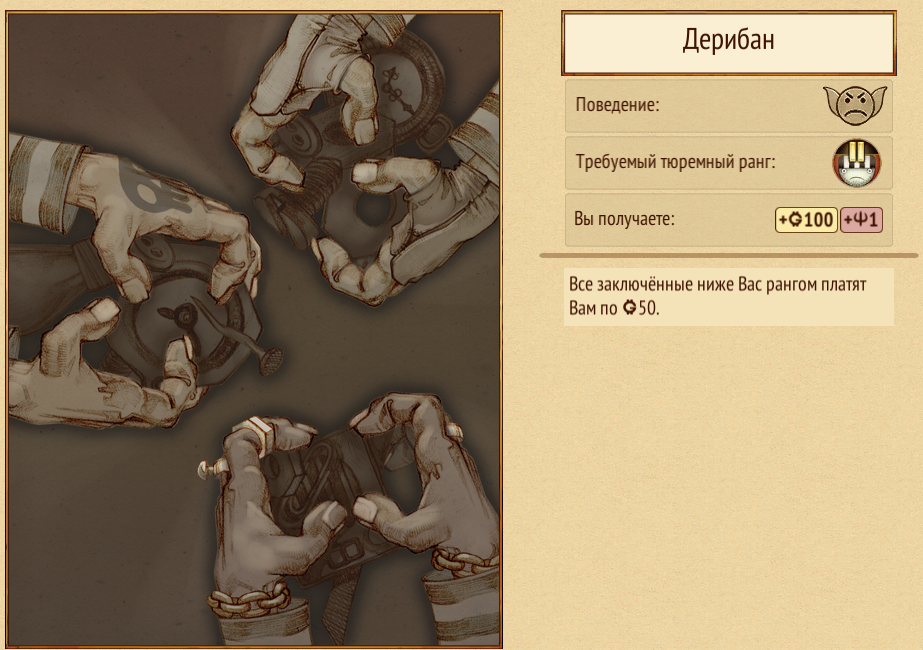 Дерибан
Поведение:
Требуемый тюремный ранг:
Вы получаете:
+100
+1
Все заключённые ниже Вас рангом платят
Вам по 50.